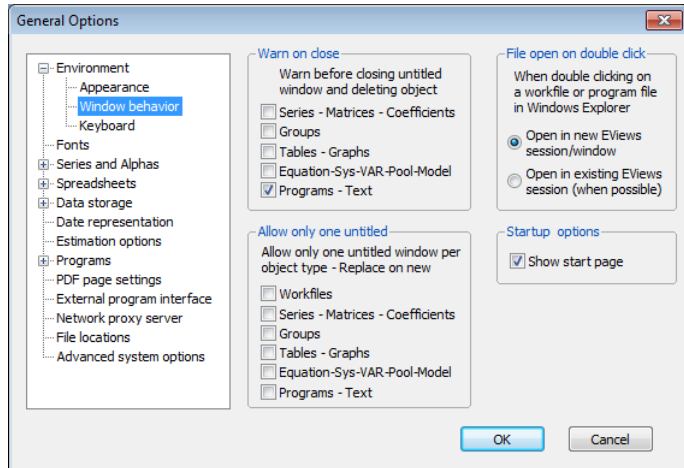 General Options
Environment
Appearance
Window behavior
Keyboard
Fonts
Series and Alphas
Spreadsheets
Data storage
Date representation
Estimation options
Programs
PDF page settings
External program interface
Network proxy server
File locations
Advanced system options
Warn on close
Warn before closing untitled
window and deleting object
Series - Matrices - Coefficients
Groups
Tables - Graphs
Equation-Sys-VAR-Pool-Model
Programs - Text
Allow only one untitled
Allow only one untitled window per
object type - Replace on new
Workfiles
Series - Matrices - Coefficients
Groups
Tables - Graphs
Equation-Sys-VAR-Pool-Model
Programs - Text
File open on double click
When double clicking on
a workfile or program file
in Windows Explorer
Open in new EViews
session/window
Open in existing EViews
session (when possible)
Startup options
Show start page
OK
Cancel